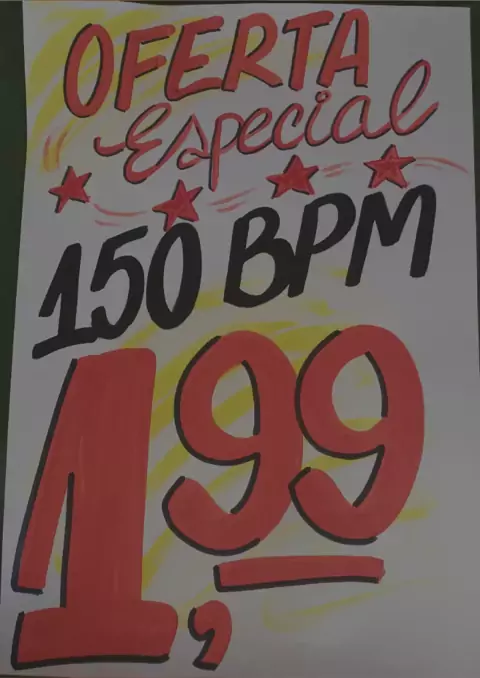 OFERTA
Especial
150 BPM
1,99